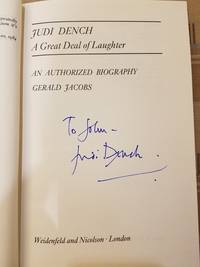 JUDI DENCH
A Great Deal of Laughter
AN AUTHORIZED BIOGRAPHY
GERALD JACOBS
To John –
Judi Dench.
Weidenfeld and Nicolson · London